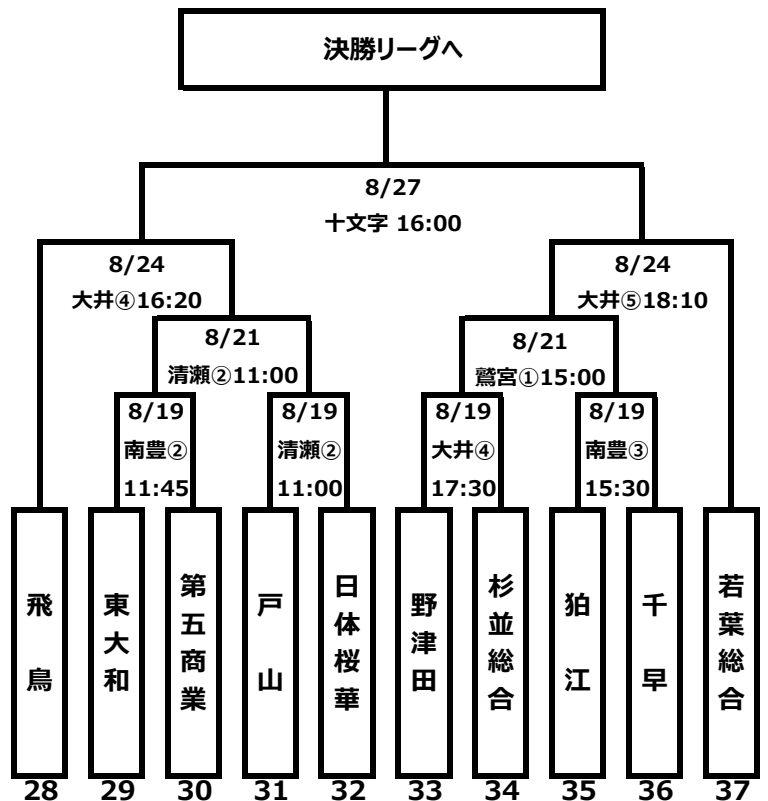 決勝リーグへ
8/27
十文字 16:00
8/24
大井④16:20
8/24
大井⑤18:10
8/21
清瀬②11:00
8/21
鷺宮①15:00
8/19
南豊②
11:45
8/19
清瀬②
11:00
8/19
大井④
17:30
8/19
南豊③
15:30
飛鳥
東大和
第五商業
戸山
日体桜華
野津田
杉並総合
狛江
千早
若葉総合
28 29 30 31 32 33 34 35 36 37